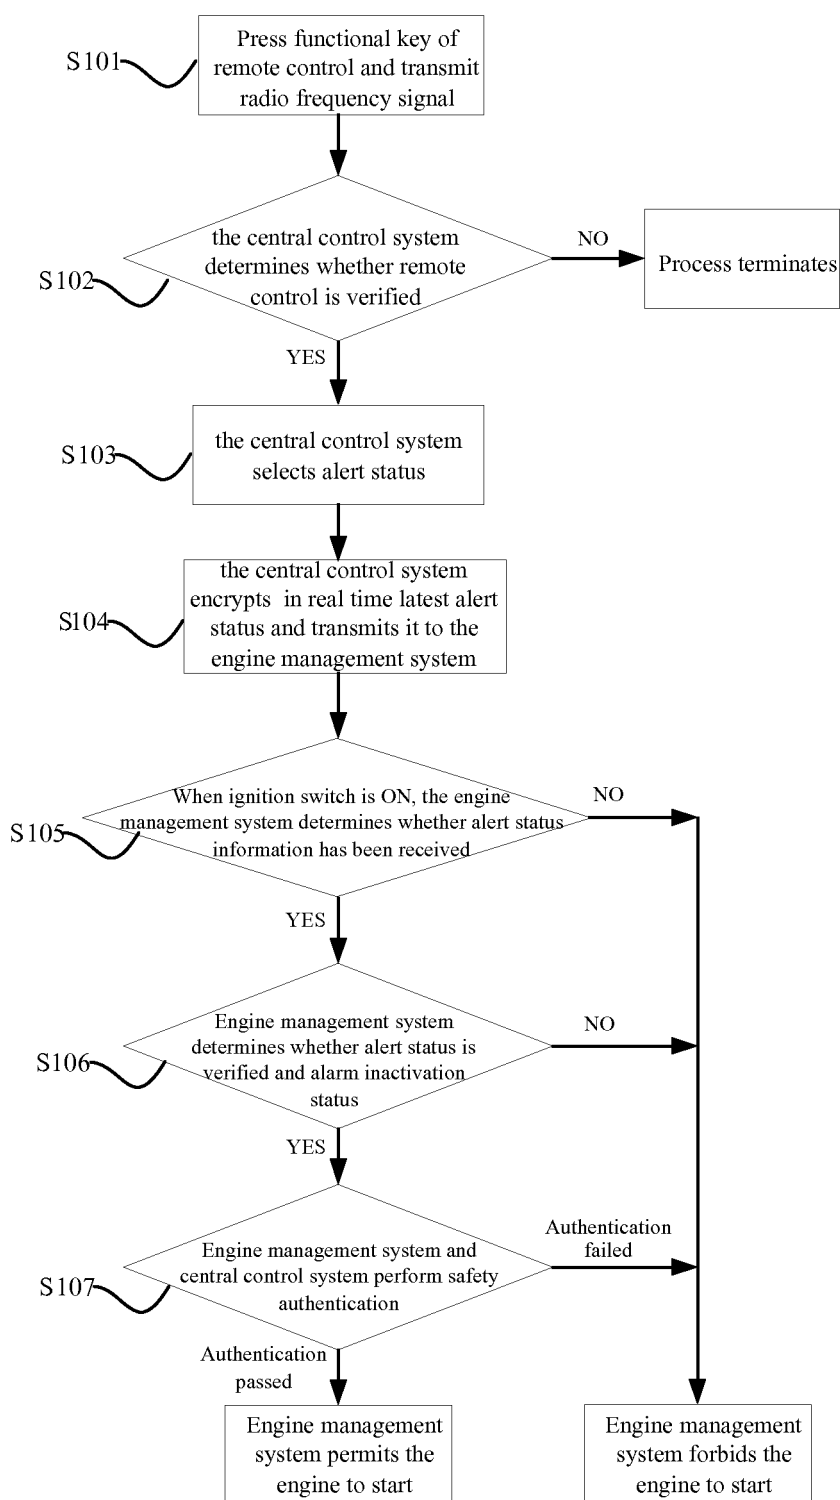 Press functional key of
S101
remote control and transmit
radio frequency signal
the central control system
NO
determines whether remote
Process terminates
S102
control is verified
YES
the central control system
S103
selects alert status
the central control system
encrypts in real time latest alert
S104
status and transmits it to the
engine management system
When ignition switch is ON, the engine
NO
management system determines whether alert status
S105
information has been received
YES
Engine management system
NO
determines whether alert status is
S106
verified and alarm inactivation
status
YES
Authentication
failed
Engine management system and
central control system perform safety
S107
authentication
Authentication
passed
Engine management
system permits the
engine to start
Engine management
system forbids the
engine to start